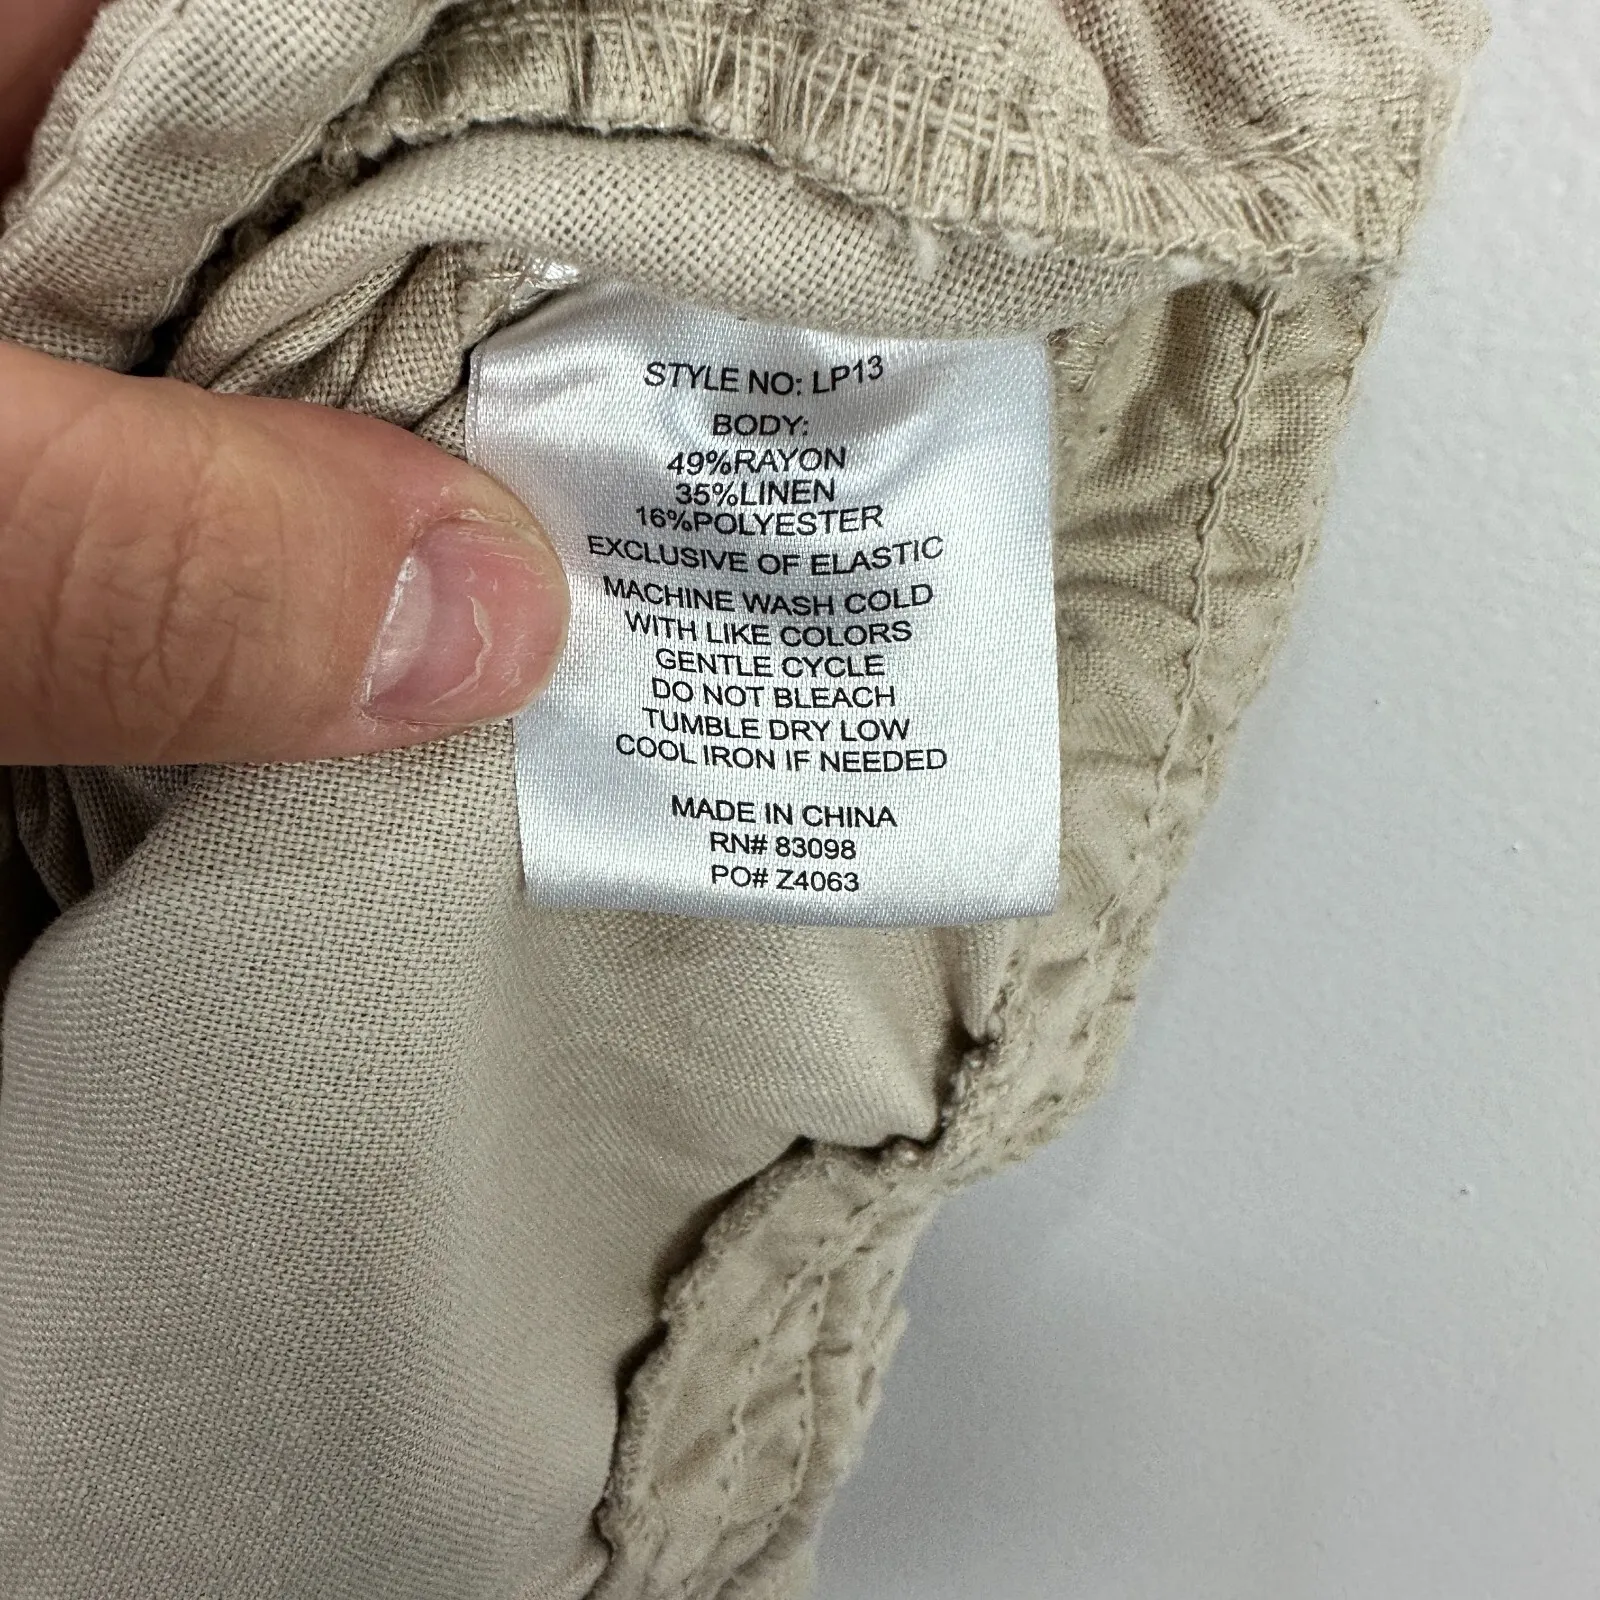 STYLE NO: LP13
BODY:
49%RAYON
35%LINEN
16%POLYESTER
EXCLUSIVE OF ELASTIC
MACHINE WASH COLD
WITH LIKE COLORS
GENTLE CYCLE
DO NOT BLEACH
TUMBLE DRY LOW
COOL IRON IF NEEDED
MADE IN CHINA
RN# 83098
PO# Z4063